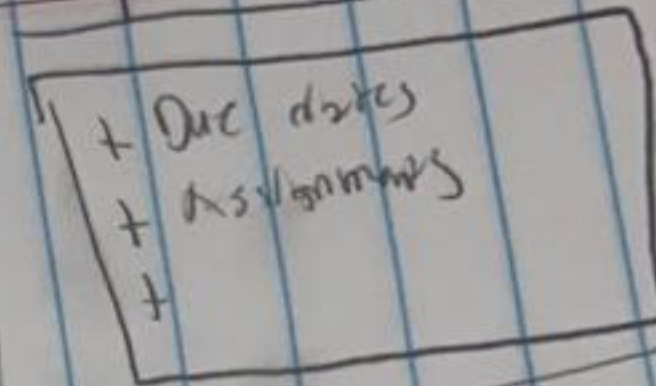 + Due dates
+ Assignments
+